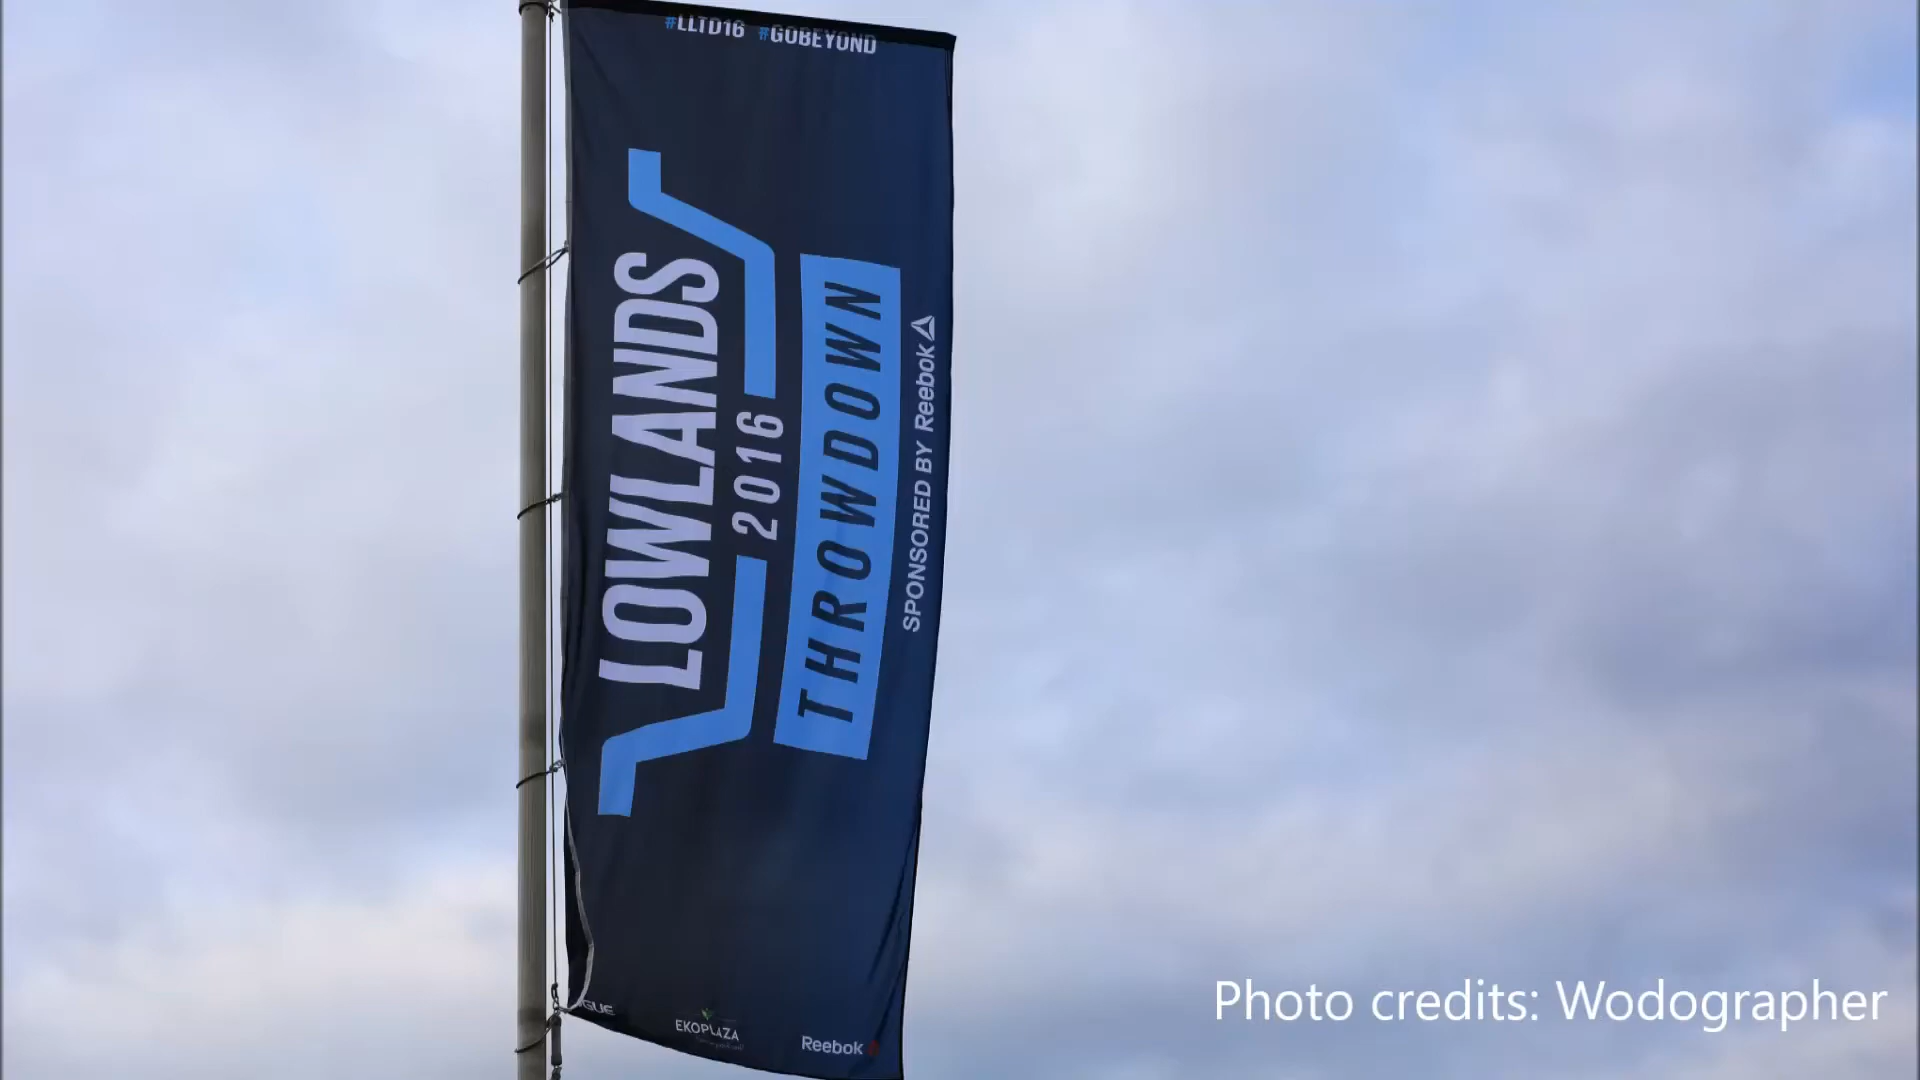 #LLTD16 #GOBEYOND
LOWLANDS
2016
THROWDOWN
SPONSORED BY Reebok
EKOPLAZA
Reebok
Photo credits: Wodographer